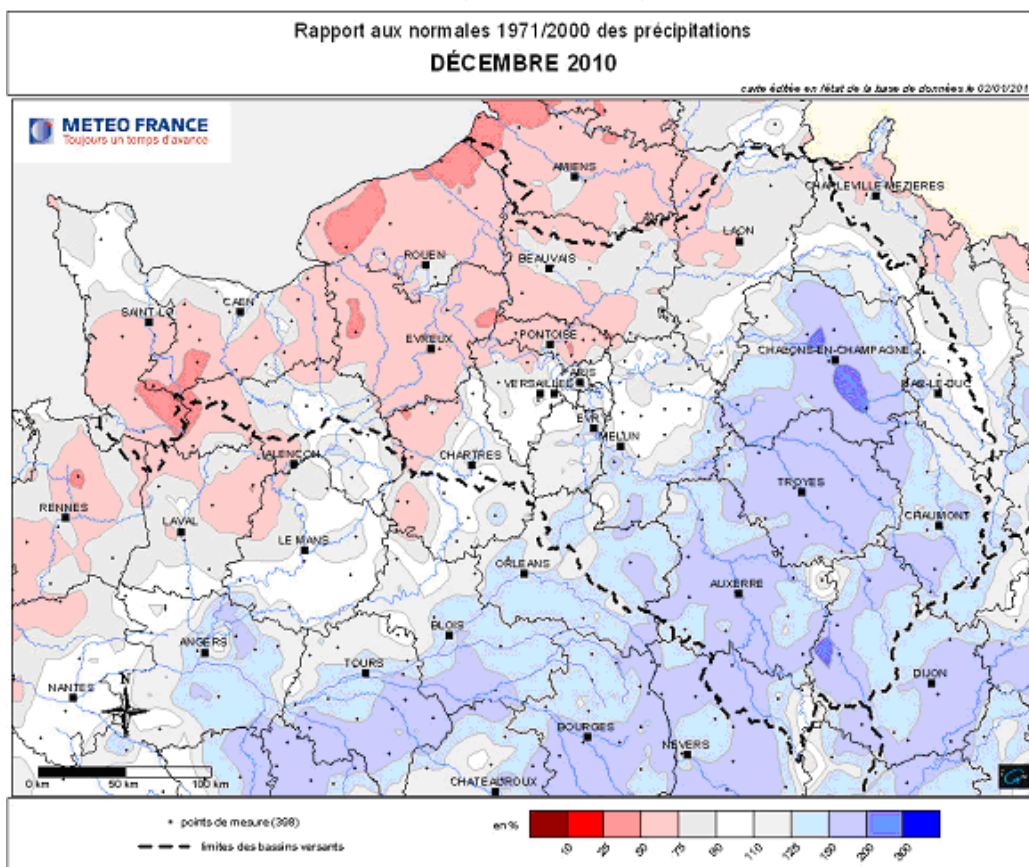 Rapport aux normales 1971/2000 des précipitations
DÉCEMBRE 2010
carte éditée en l'état de la base de données le 02/01/201
METEO FRANCE
Toujours un temps d'avance
AMIENS
CHARLEVILLE-MEZIERES
LAON
ROUEN
BEAUVAIS
CAEN
SAINT-LO
PONTOISE
EVREUX
CHALONS-EN-CHAMPAGNE
PARIS
VERSAILLES
BAR-LE-DUC
EVRY
MELUN
CHARTRES
ALENCON
TROYES
RENNES
LAVAL
CHAUMONT
LE MANS
ORLEANS
AUXERRE
BLOIS
ANGERS
TOURS
N
NANTES
DIJON
BOURGES
NEVERS
0 km 50 km 100 km
CHATEAUROUX
points de mesure (398)
limites des bassins versants
en %
10 25 50 75 90 110 125 150 200 300